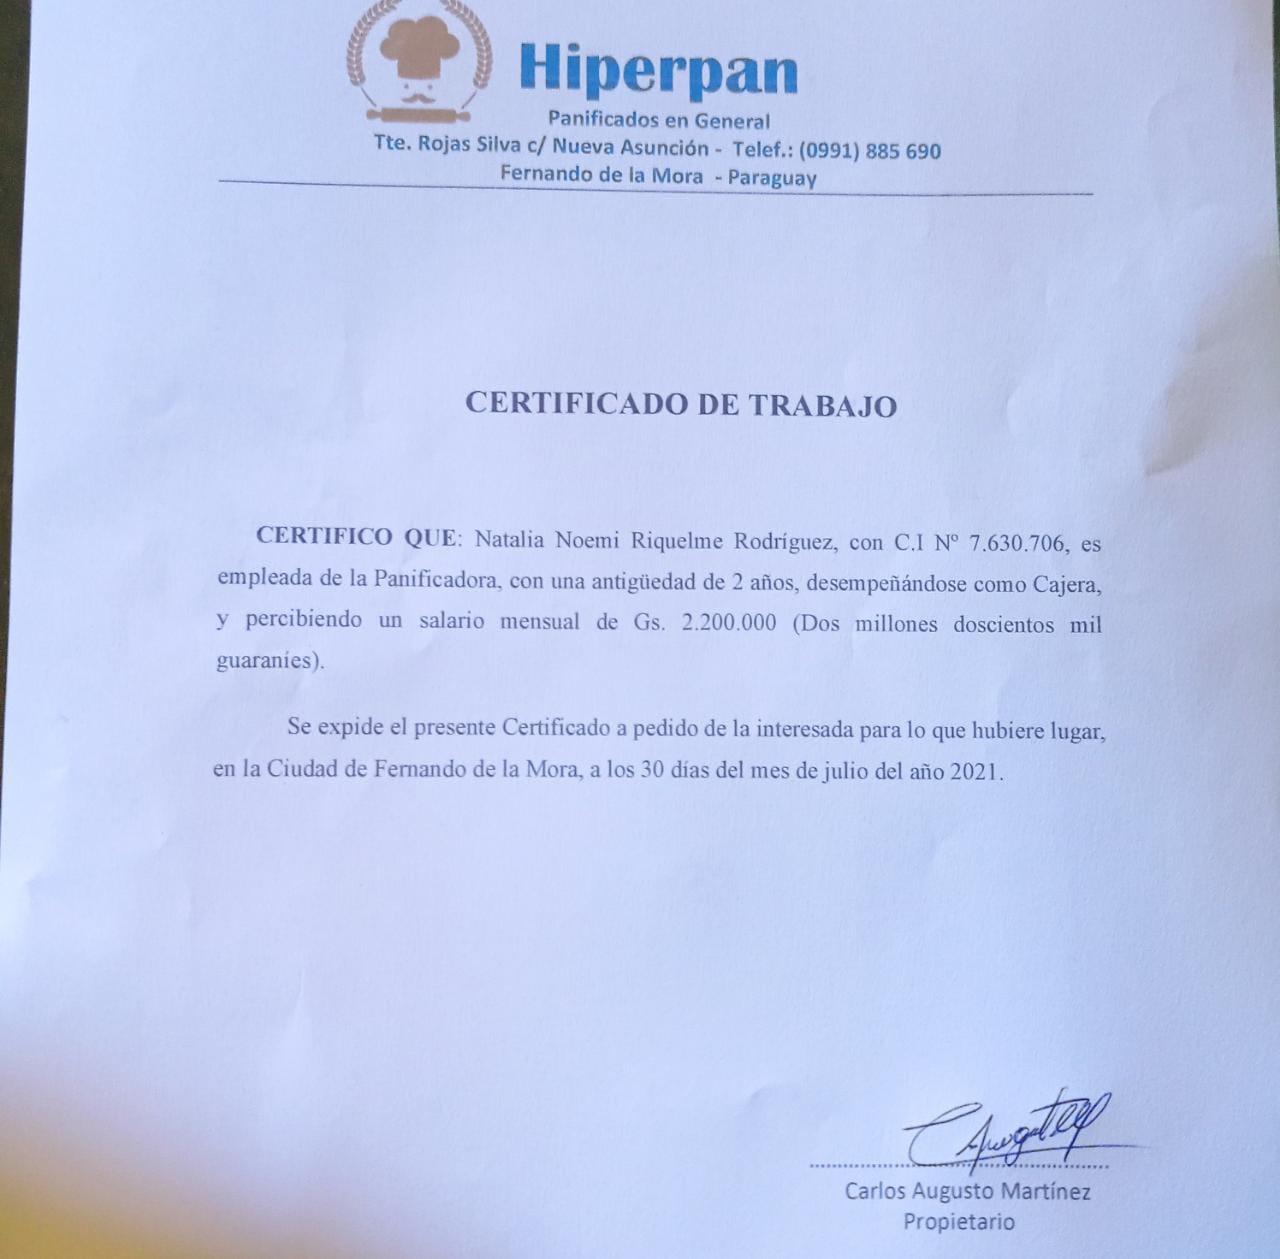 Hiperpan
Panificados en General
Tte. Rojas Silva c/ Nueva Asunción - Telef.: (0991) 885 690
Fernando de la Mora - Paraguay
CERTIFICADO DE TRABAJO
CERTIFICO QUE: Natalia Noemi Riquelme Rodríguez, con C.I Nº 7.630.706, es
empleada de la Panificadora, con una antigüedad de 2 años, desempeñándose como Cajera,
y percibiendo un salario mensual de Gs. 2.200.000 (Dos millones doscientos mil
guaraníes).
Se expide el presente Certificado a pedido de la interesada para lo que hubiere lugar,
en la Ciudad de Fernando de la Mora, a los 30 días del mes de julio del año 2021.
Carlos Augusto Martínez
Propietario